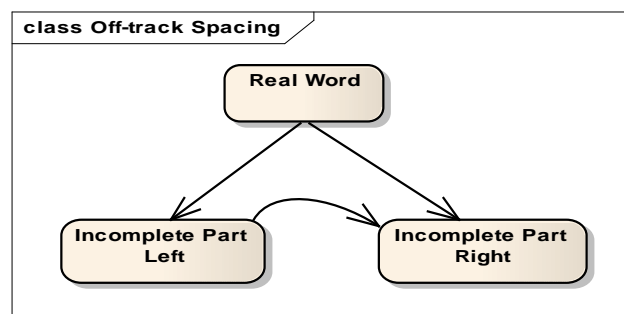 class Off-track Spacing
Real Word
Incomplete Part
Left
Incomplete Part
Right